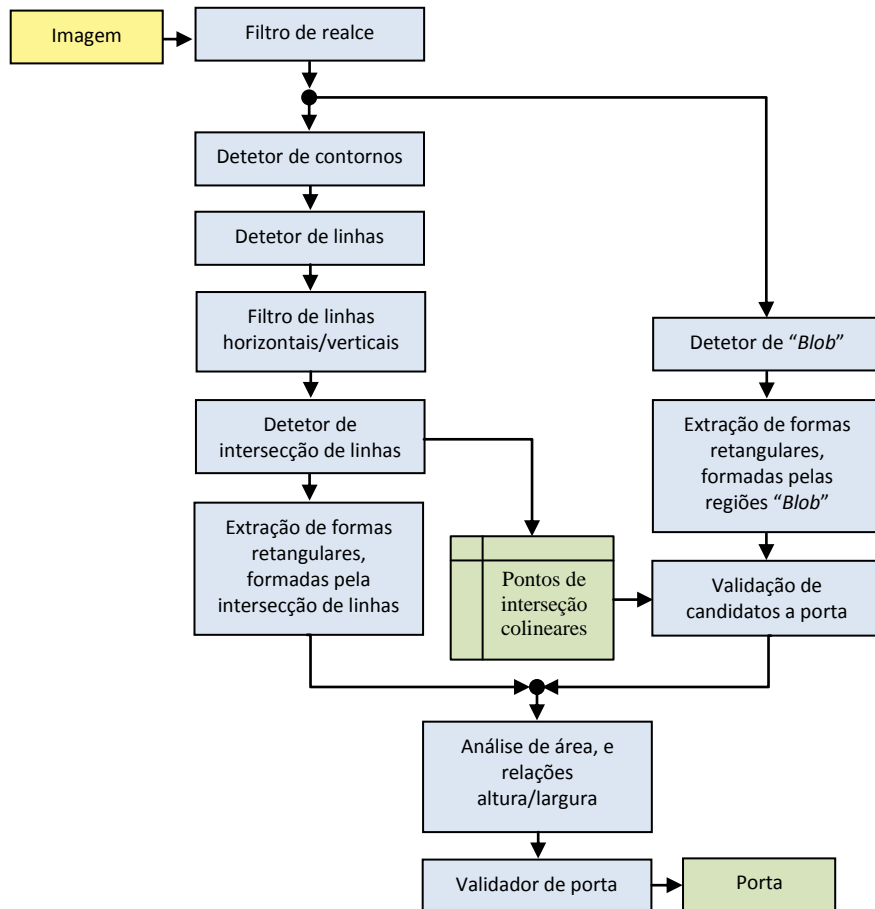 Imagem
Filtro de realce
Detetor de contornos
Detetor de linhas
Filtro de linhas
horizontais/verticais
Detetor de
intersecção de linhas
Extração de formas
retangulares,
formadas pela
intersecção de linhas
Pontos de
interseção
colineares
Detetor de “Blob”
Extração de formas
retangulares,
formadas pelas
regiões “Blob”
Validação de
candidatos a porta
Análise de área, e
relações
altura/largura
Validador de porta
Porta